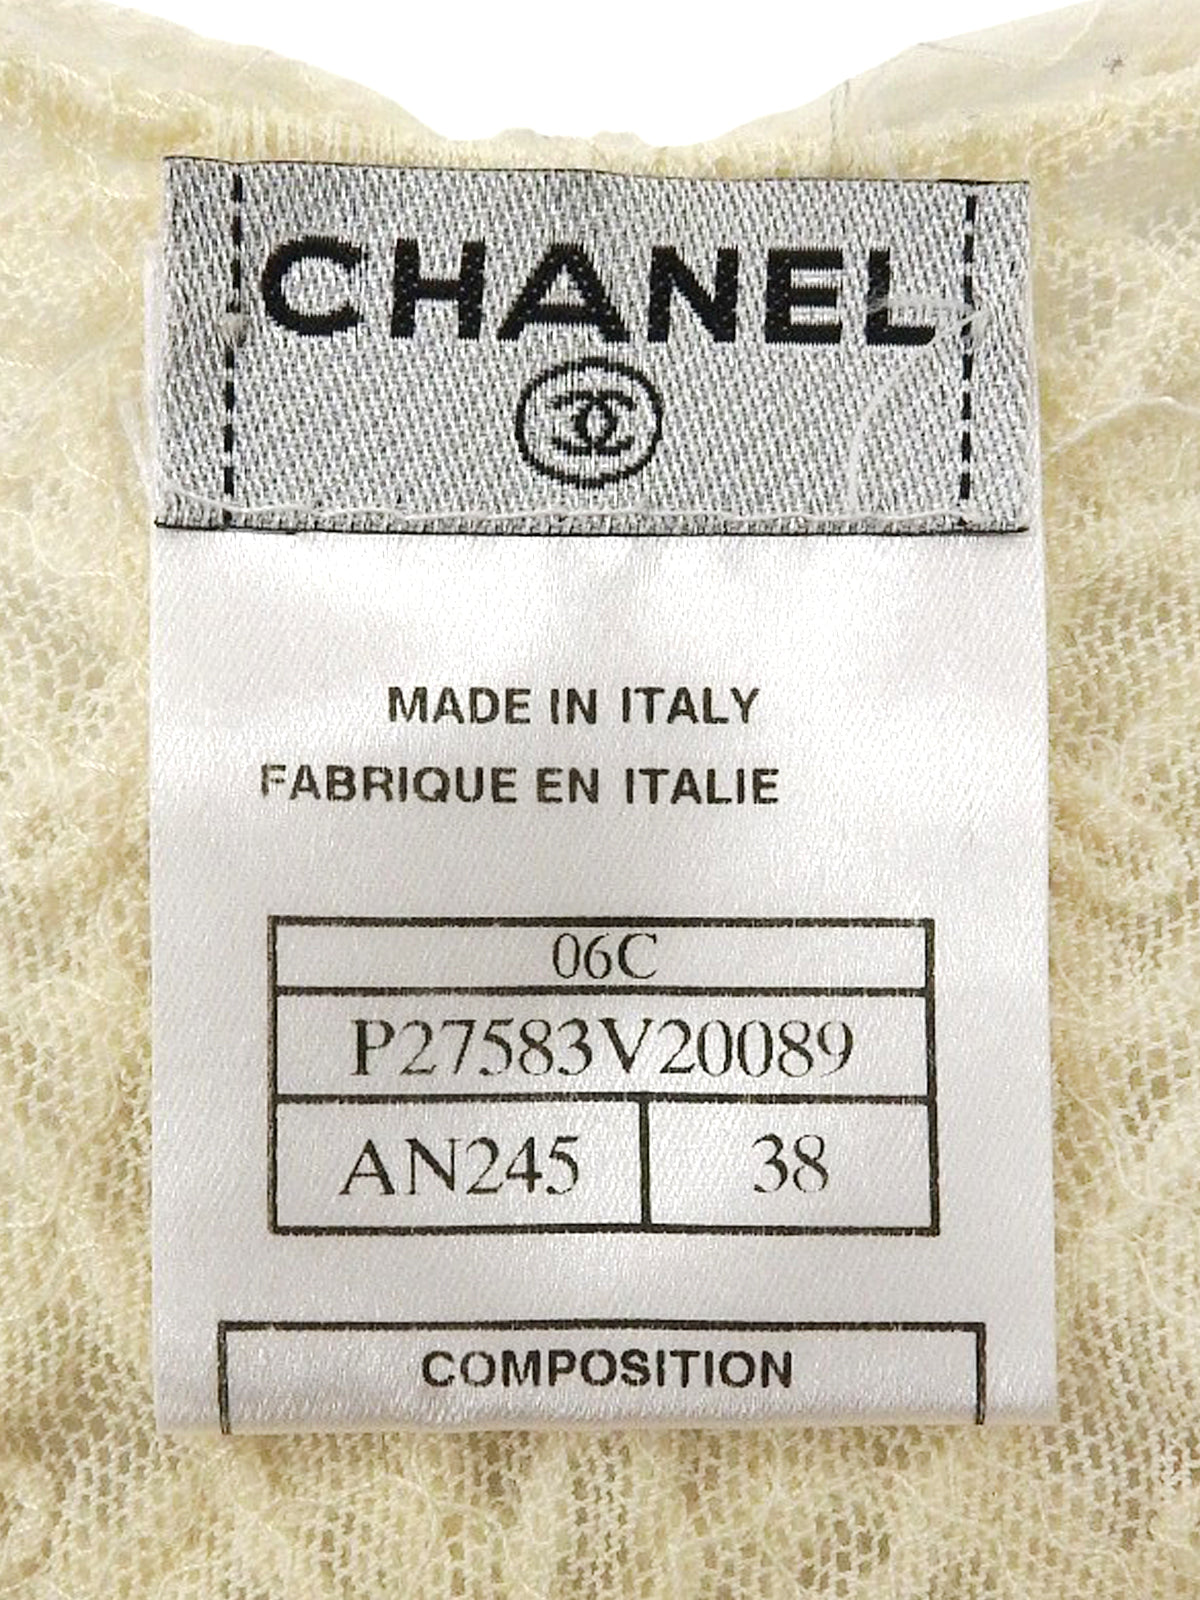 CHANEL
MADE IN ITALY
FABRIQUE EN ITALIE
06C
P27583V20089
AN245 38
COMPOSITION